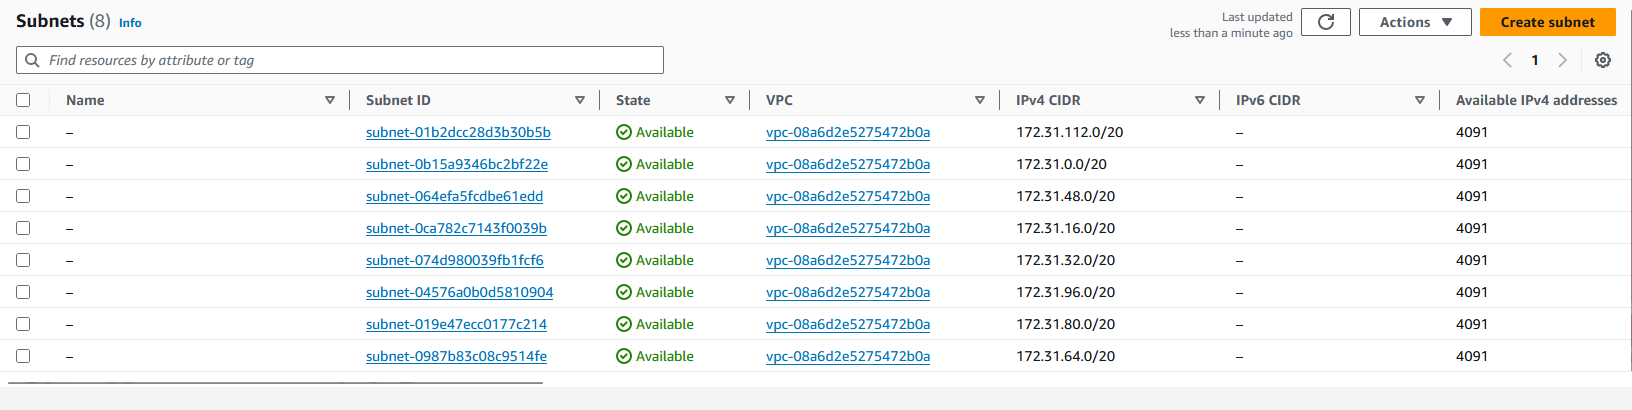 Subnets (8) Info
Last updated
less than a minute ago
Actions
Create subnet
Find resources by attribute or tag
1
Name Subnet ID State VPC IPv4 CIDR IPv6 CIDR Available IPv4 addresses
– subnet-01b2dcc28d3b30b5b Available vpc-08a6d2e5275472b0a 172.31.112.0/20 – 4091
– subnet-0b15a9346bc2bf22e Available vpc-08a6d2e5275472b0a 172.31.0.0/20 – 4091
– subnet-064efa5fcdbe61edd Available vpc-08a6d2e5275472b0a 172.31.48.0/20 – 4091
– subnet-0ca782c7143f0039b Available vpc-08a6d2e5275472b0a 172.31.16.0/20 – 4091
– subnet-074d980039fb1fcf6 Available vpc-08a6d2e5275472b0a 172.31.32.0/20 – 4091
– subnet-04576a0b0d5810904 Available vpc-08a6d2e5275472b0a 172.31.96.0/20 – 4091
– subnet-019e47ecc0177c214 Available vpc-08a6d2e5275472b0a 172.31.80.0/20 – 4091
– subnet-0987b83c08c9514fe Available vpc-08a6d2e5275472b0a 172.31.64.0/20 – 4091